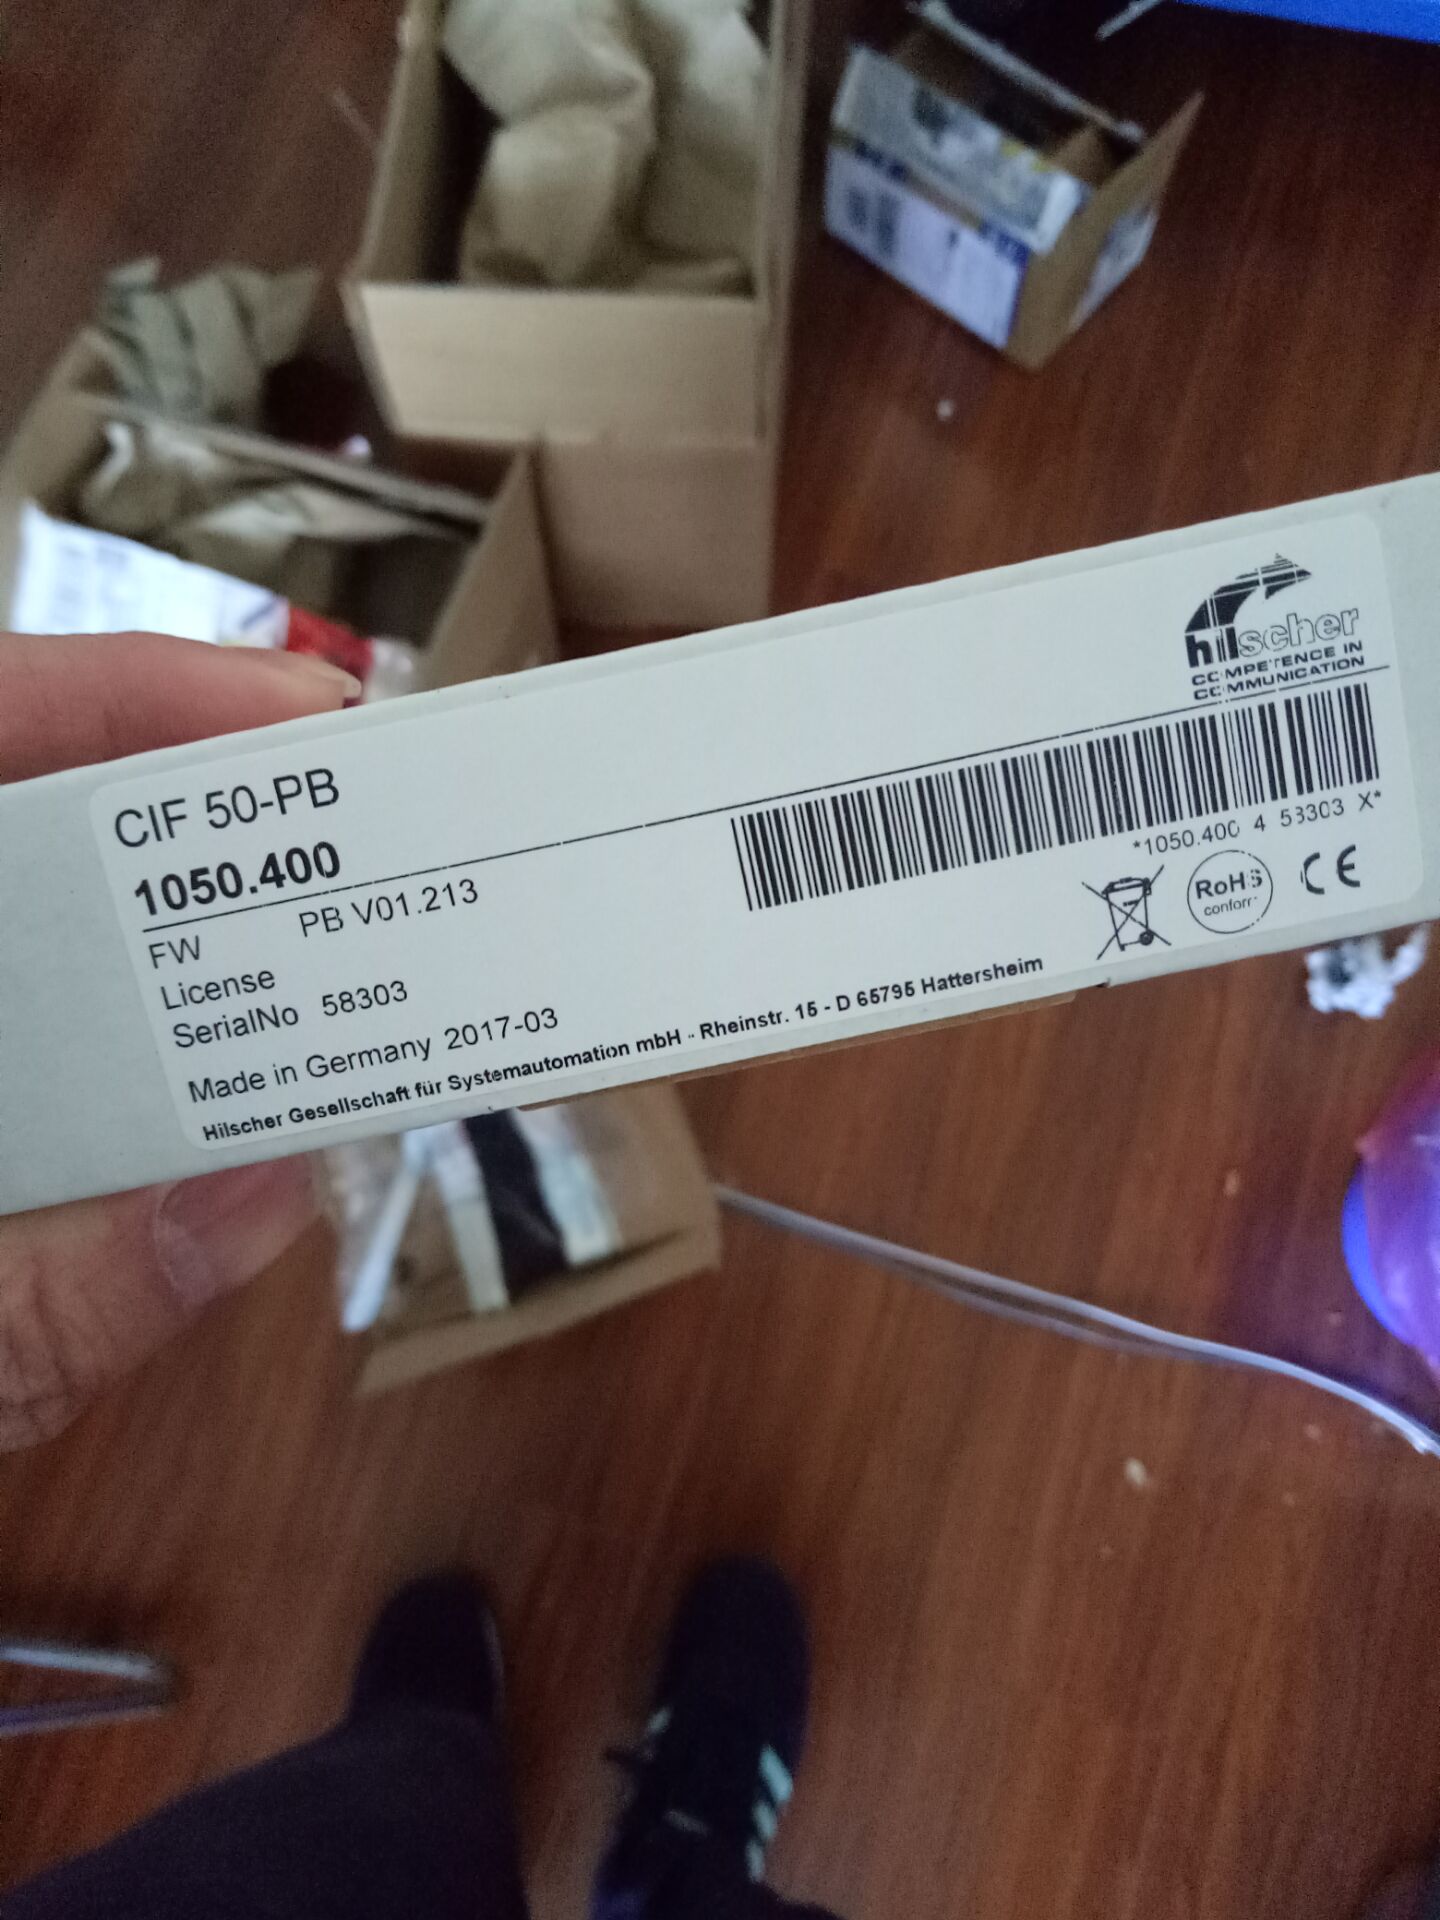 hilscher
COMPETENCE IN
COMMUNICATION
CIF 50-PB
1050.400
*1050.400 4 58303 X*
FW PB V01.213
License
SerialNo 58303
RoHS
conform
CE
Made in Germany 2017-03
Hilscher Gesellschaft für Systemautomation mbH - Rheinstr. 15 - D 65795 Hattersheim